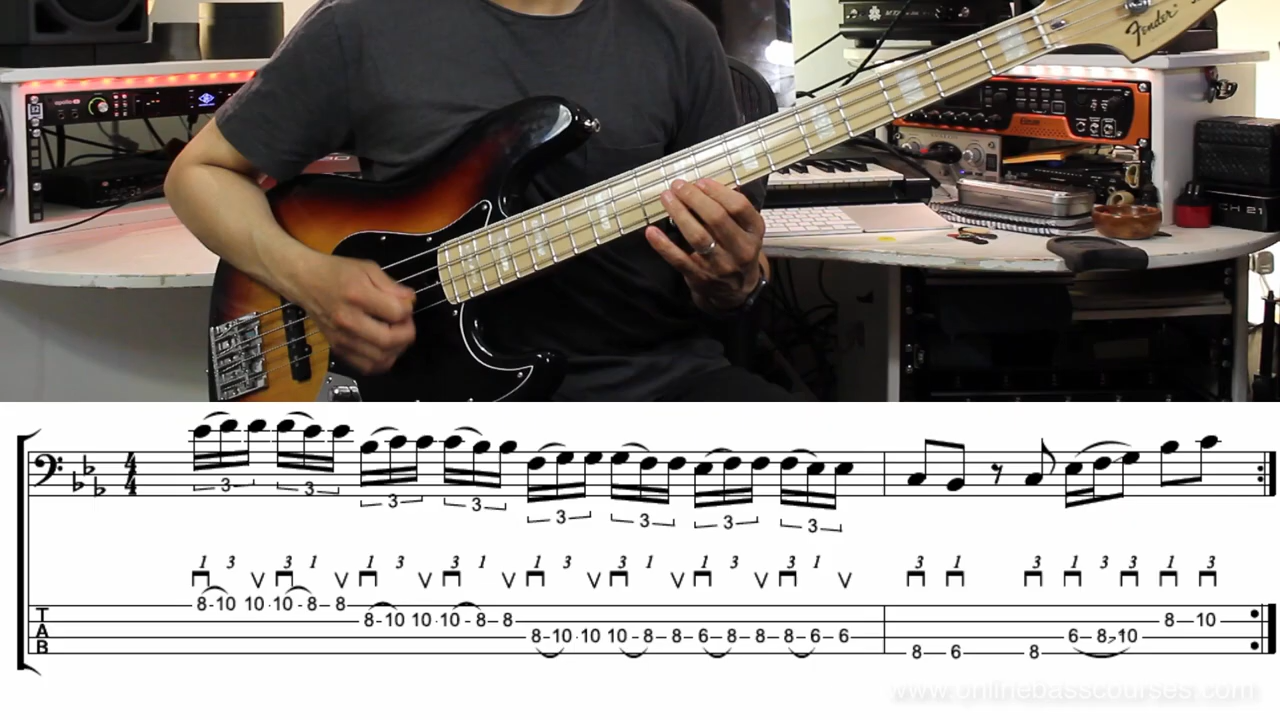 Fender
CH 21
3 3 3 3 3 3 3 3
1 3 3 1 1 3 3 1 1 3 3 1 1 3 3 1 3 1 3 1 3 3 1 3
T 8 10 10 10 8 8
A 8 10 10 10 8 8 8 10
B 8 10 10 10 8 8 6 8 8 8 6 6 6 8 10
8 6 8
www.onlinebasscourses.com